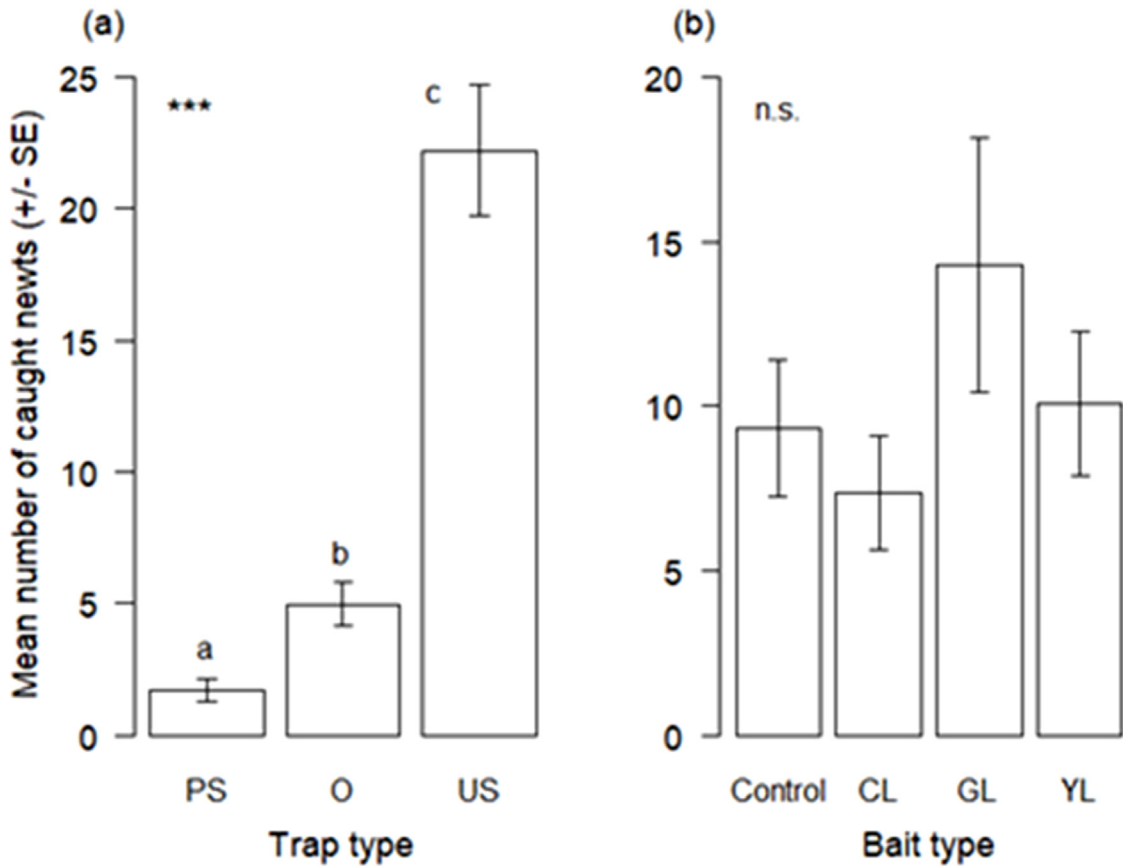 (a)
Mean number of caught newts (+/- SE)
25
20
15
10
5
0
***
a
b
c
PS O US
Trap type
(b)
20
15
10
5
0
n.s.
Control CL GL YL
Bait type